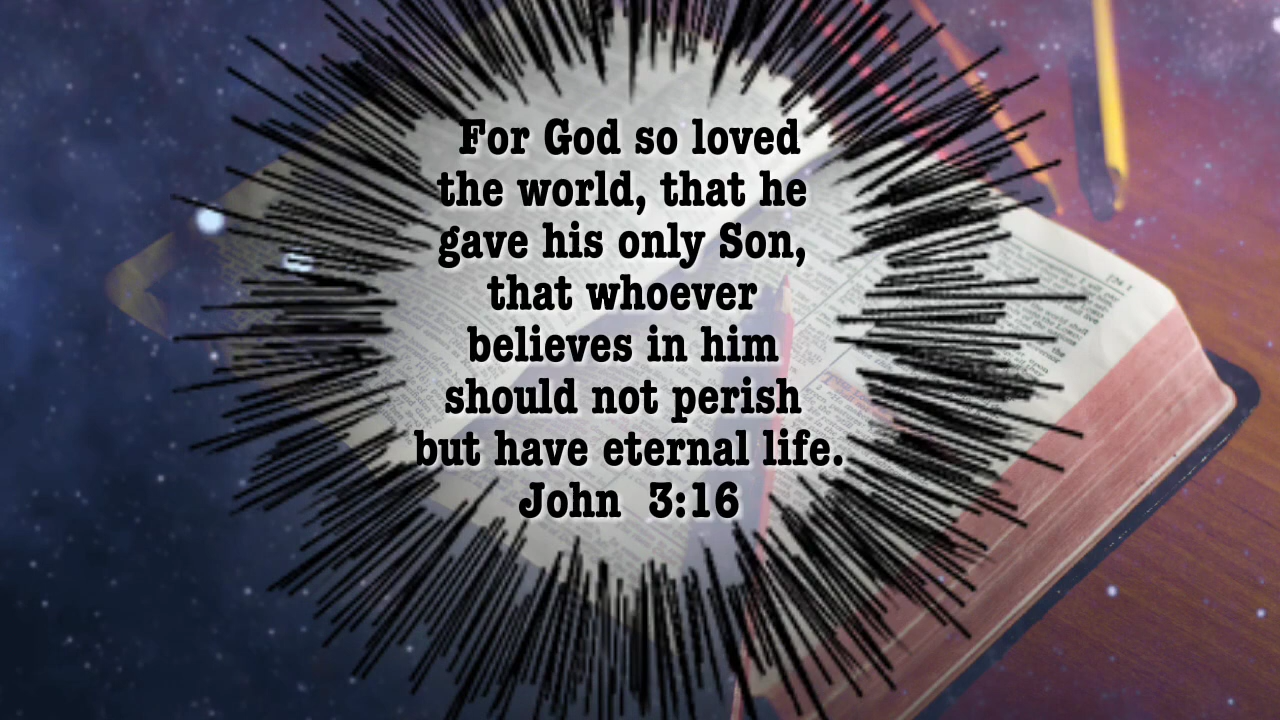 For God so loved
the world, that he
gave his only Son,
that whoever
believes in him
should not perish
but have eternal life.
John 3:16